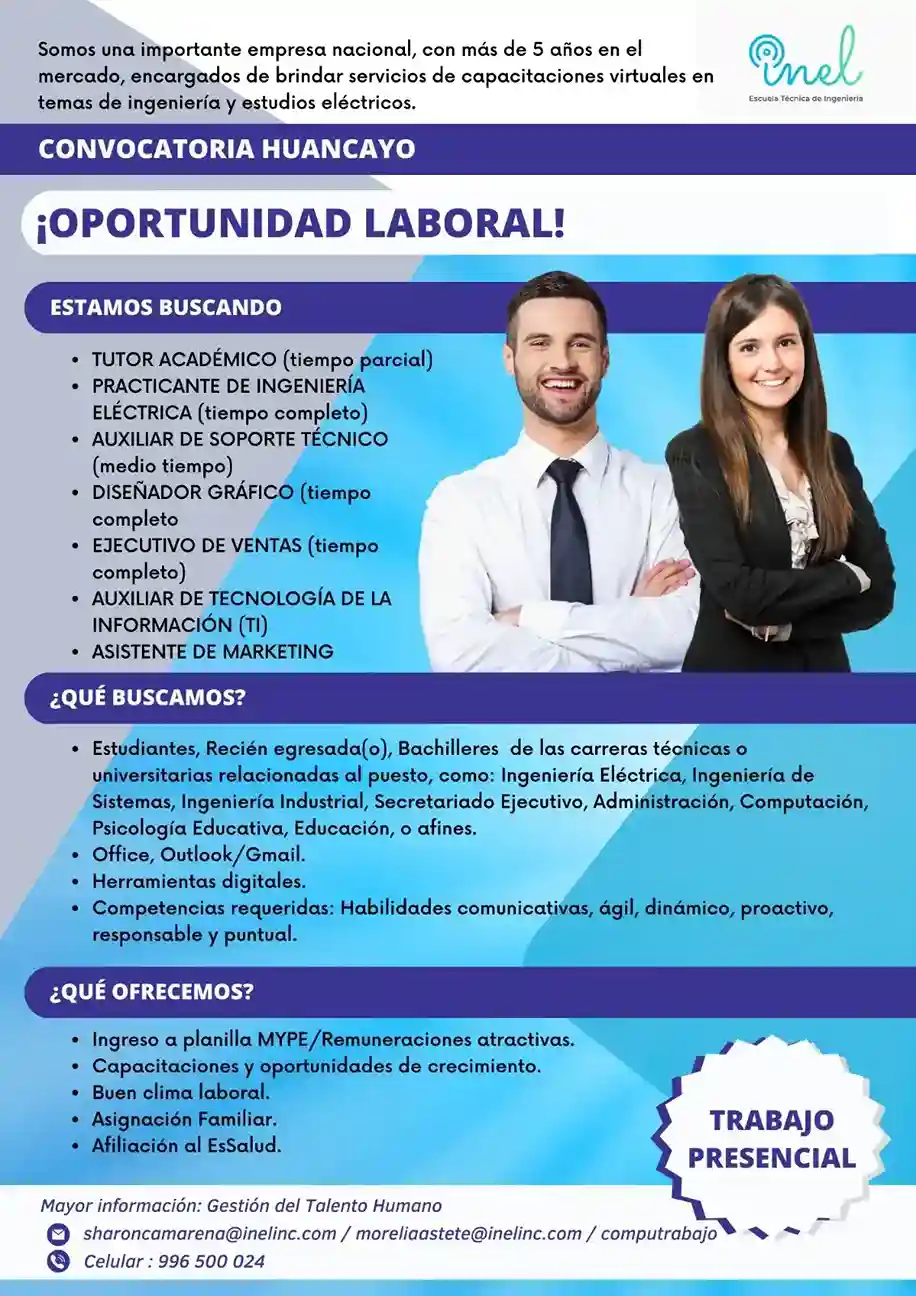 Somos una importante empresa nacional, con más de 5 años en el
mercado, encargados de brindar servicios de capacitaciones virtuales en
temas de ingeniería y estudios eléctricos.
inel
Escuela Técnica de Ingeniería
CONVOCATORIA HUANCAYO
¡OPORTUNIDAD LABORAL!
ESTAMOS BUSCANDO
• TUTOR ACADÉMICO (tiempo parcial)
• PRACTICANTE DE INGENIERÍA
ELÉCTRICA (tiempo completo)
• AUXILIAR DE SOPORTE TÉCNICO
(medio tiempo)
• DISEÑADOR GRÁFICO (tiempo
completo
• EJECUTIVO DE VENTAS (tiempo
completo)
• AUXILIAR DE TECNOLOGÍA DE LA
INFORMACIÓN (TI)
• ASISTENTE DE MARKETING
¿QUÉ BUSCAMOS?
• Estudiantes, Recién egresada(o), Bachilleres de las carreras técnicas o
universitarias relacionadas al puesto, como: Ingeniería Eléctrica, Ingeniería de
Sistemas, Ingeniería Industrial, Secretariado Ejecutivo, Administración, Computación,
Psicología Educativa, Educación, o afines.
• Office, Outlook/Gmail.
• Herramientas digitales.
• Competencias requeridas: Habilidades comunicativas, ágil, dinámico, proactivo,
responsable y puntual.
¿QUÉ OFRECEMOS?
• Ingreso a planilla MYPE/Remuneraciones atractivas.
• Capacitaciones y oportunidades de crecimiento.
• Buen clima laboral.
• Asignación Familiar.
• Afiliación al EsSalud.
TRABAJO
PRESENCIAL
Mayor información: Gestión del Talento Humano
sharoncamarena@inelinc.com / moreliaastete@inelinc.com / computrabajo
Celular : 996 500 024